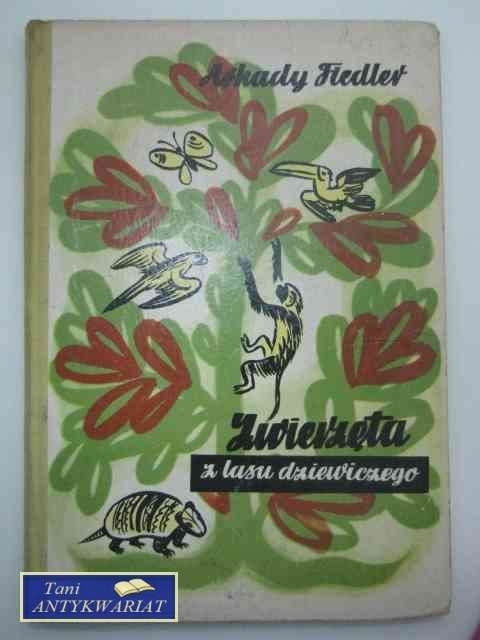 Arkady Fiedler
Zwierzęta
z lasu dziewiczego
Tani
ANTYKWARIAT